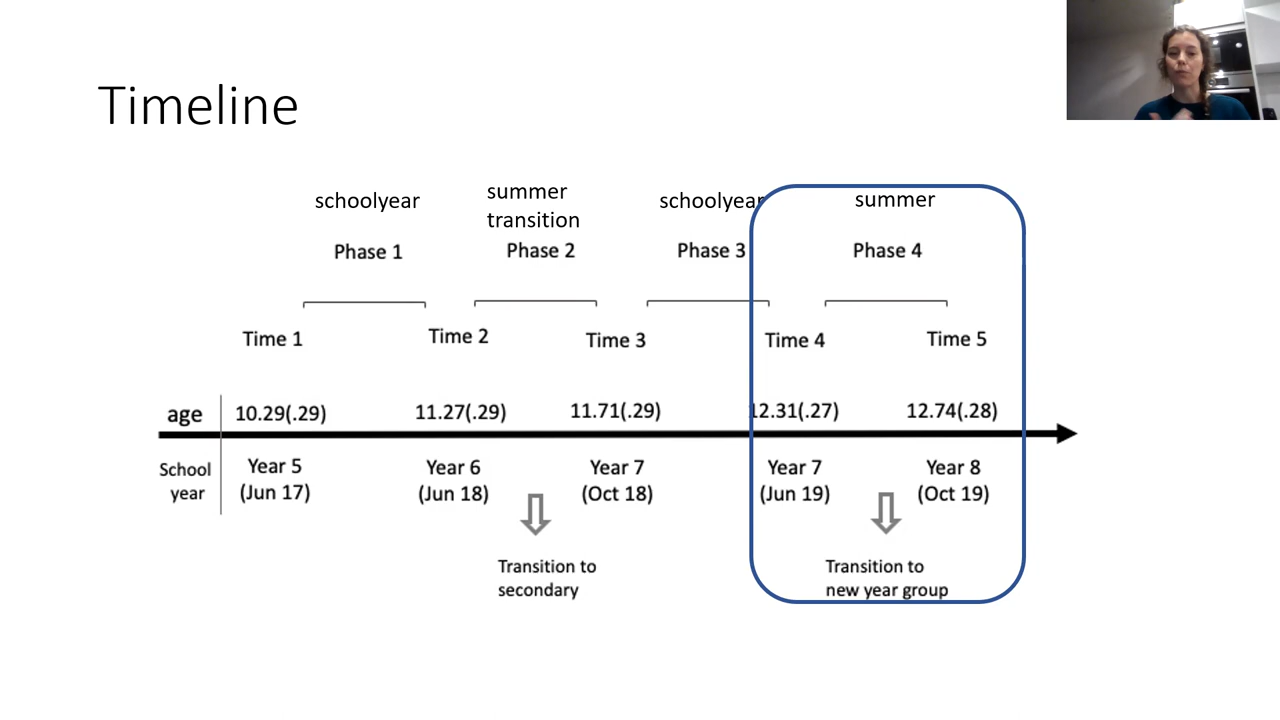 Timeline
schoolyear
summer
transition
schoolyear
summer
Phase 1
Phase 2
Phase 3
Phase 4
Time 1
Time 2
Time 3
Time 4
Time 5
age
10.29(.29)
11.27(.29)
11.71(.29)
12.31(.27)
12.74(.28)
School
year
Year 5
(Jun 17)
Year 6
(Jun 18)
Year 7
(Oct 18)
Year 7
(Jun 19)
Year 8
(Oct 19)
Transition to
secondary
Transition to
new year group